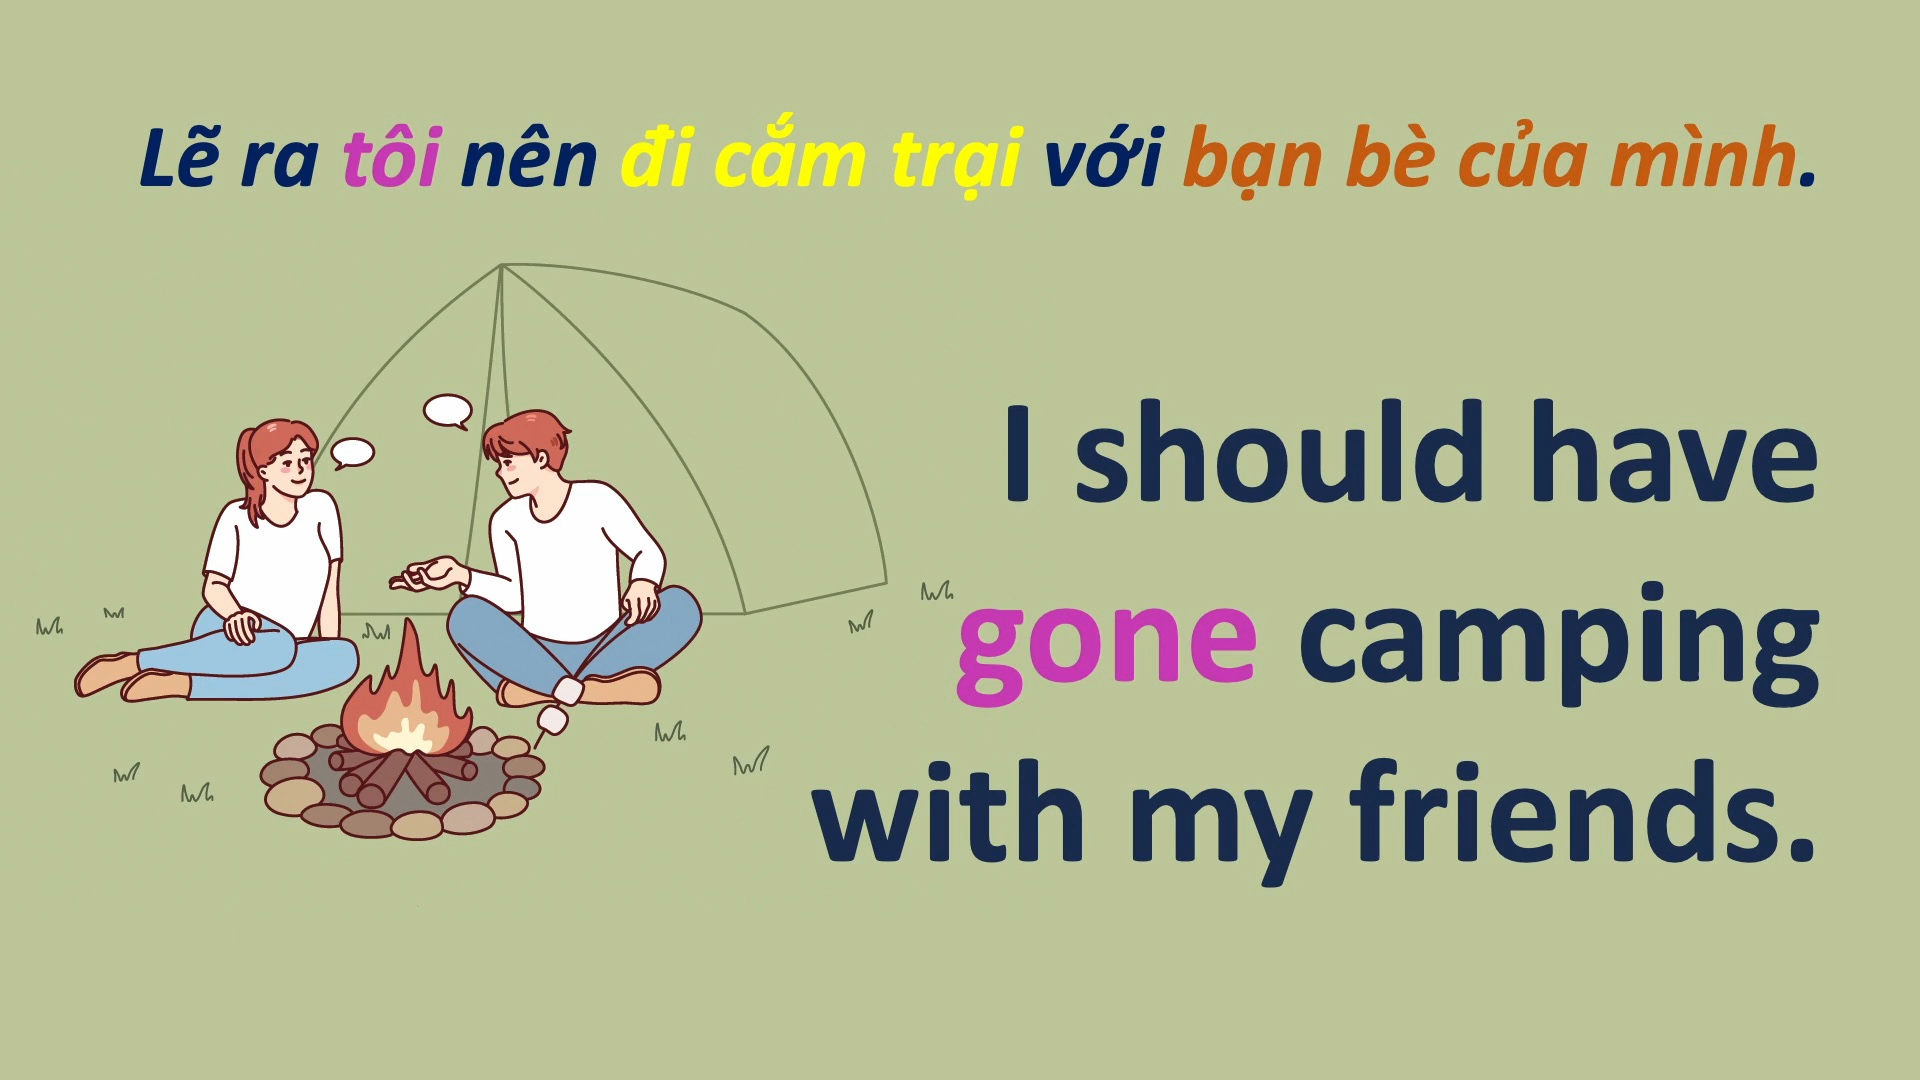 Lẽ ra tôi nên đi cắm trại với bạn bè của mình.
I should have
gone camping
with my friends.